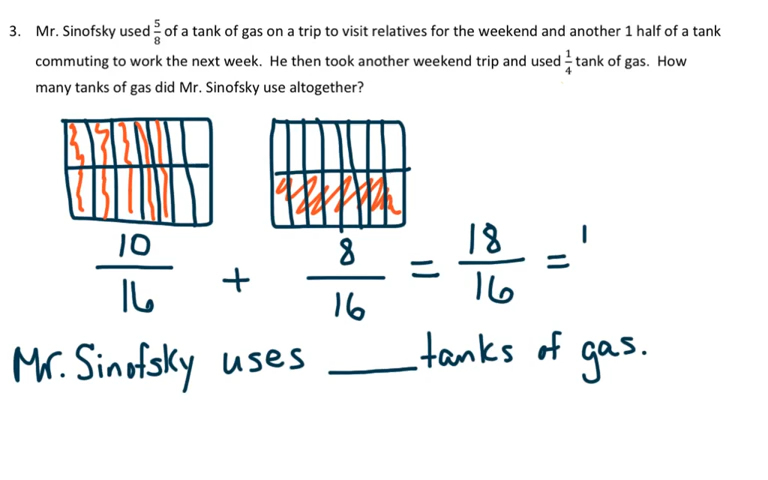 3. Mr. Sinofsky used 5/8 of a tank of gas on a trip to visit relatives for the weekend and another 1 half of a tank
commuting to work the next week. He then took another weekend trip and used 1/4 tank of gas. How
many tanks of gas did Mr. Sinofsky use altogether?
10/16 + 8/16 = 18/16 = 1
Mr. Sinofsky uses ___ tanks of gas.